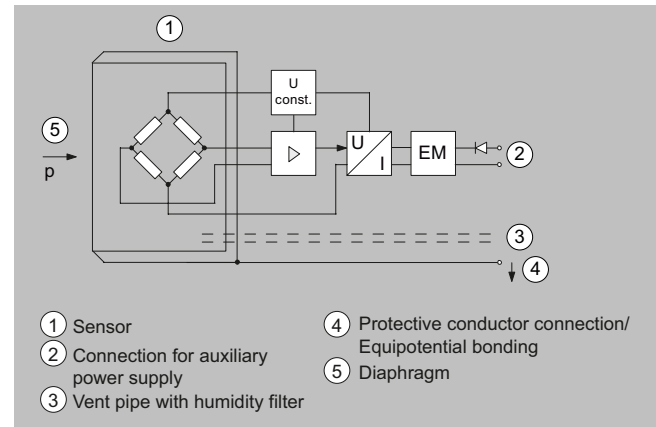 1
U
const.
5
p
U
I
EM
2
3
4
1 Sensor
2 Connection for auxiliary
power supply
3 Vent pipe with humidity filter
4 Protective conductor connection/
Equipotential bonding
5 Diaphragm